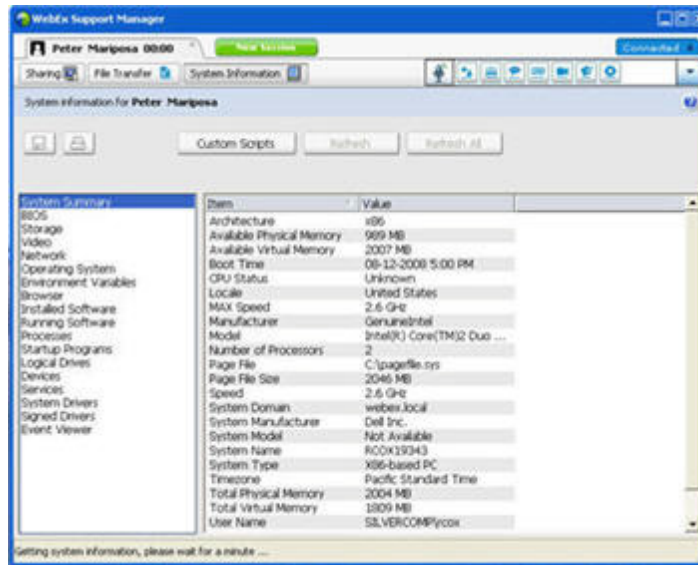 WebEx Support Manager
Peter Mariposa 00:00 New Session Connected
Sharing File Transfer System Information
System information for Peter Mariposa
Custom Scripts Refresh Refresh All
System Summary
BIOS
Storage
Video
Network
Operating System
Environment Variables
Browser
Installed Software
Running Software
Processes
Startup Programs
Logical Drives
Devices
Services
System Drivers
Signed Drivers
Event Viewer
Item Value
Architecture x86
Available Physical Memory 989 MB
Available Virtual Memory 2007 MB
Boot Time 08-12-2008 5:00 PM
CPU Status Unknown
Locale United States
MAX Speed 2.6 GHz
Manufacturer GenuineIntel
Model Intel(R) Core(TM)2 Duo ...
Number of Processors 2
Page File C:\pagefile.sys
Page File Size 2046 MB
Speed 2.6 GHz
System Domain webex.local
System Manufacturer Dell Inc.
System Model Not Available
System Name RCOX19343
System Type X86-based PC
Timezone Pacific Standard Time
Total Physical Memory 2004 MB
Total Virtual Memory 1809 MB
User Name SILVERCOMP\rcox
Getting system information, please wait for a minute ...